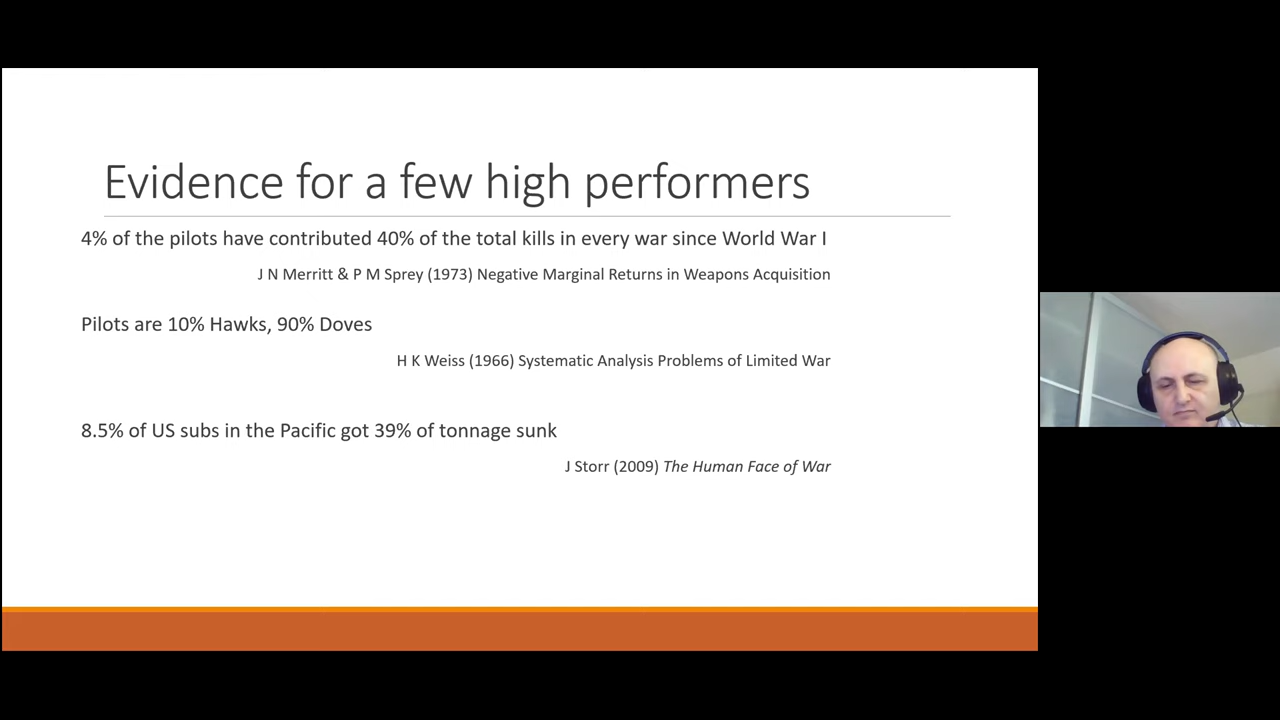 Evidence for a few high performers
4% of the pilots have contributed 40% of the total kills in every war since World War I
J N Merritt & P M Sprey (1973) Negative Marginal Returns in Weapons Acquisition
Pilots are 10% Hawks, 90% Doves
H K Weiss (1966) Systematic Analysis Problems of Limited War
8.5% of US subs in the Pacific got 39% of tonnage sunk
J Storr (2009) The Human Face of War